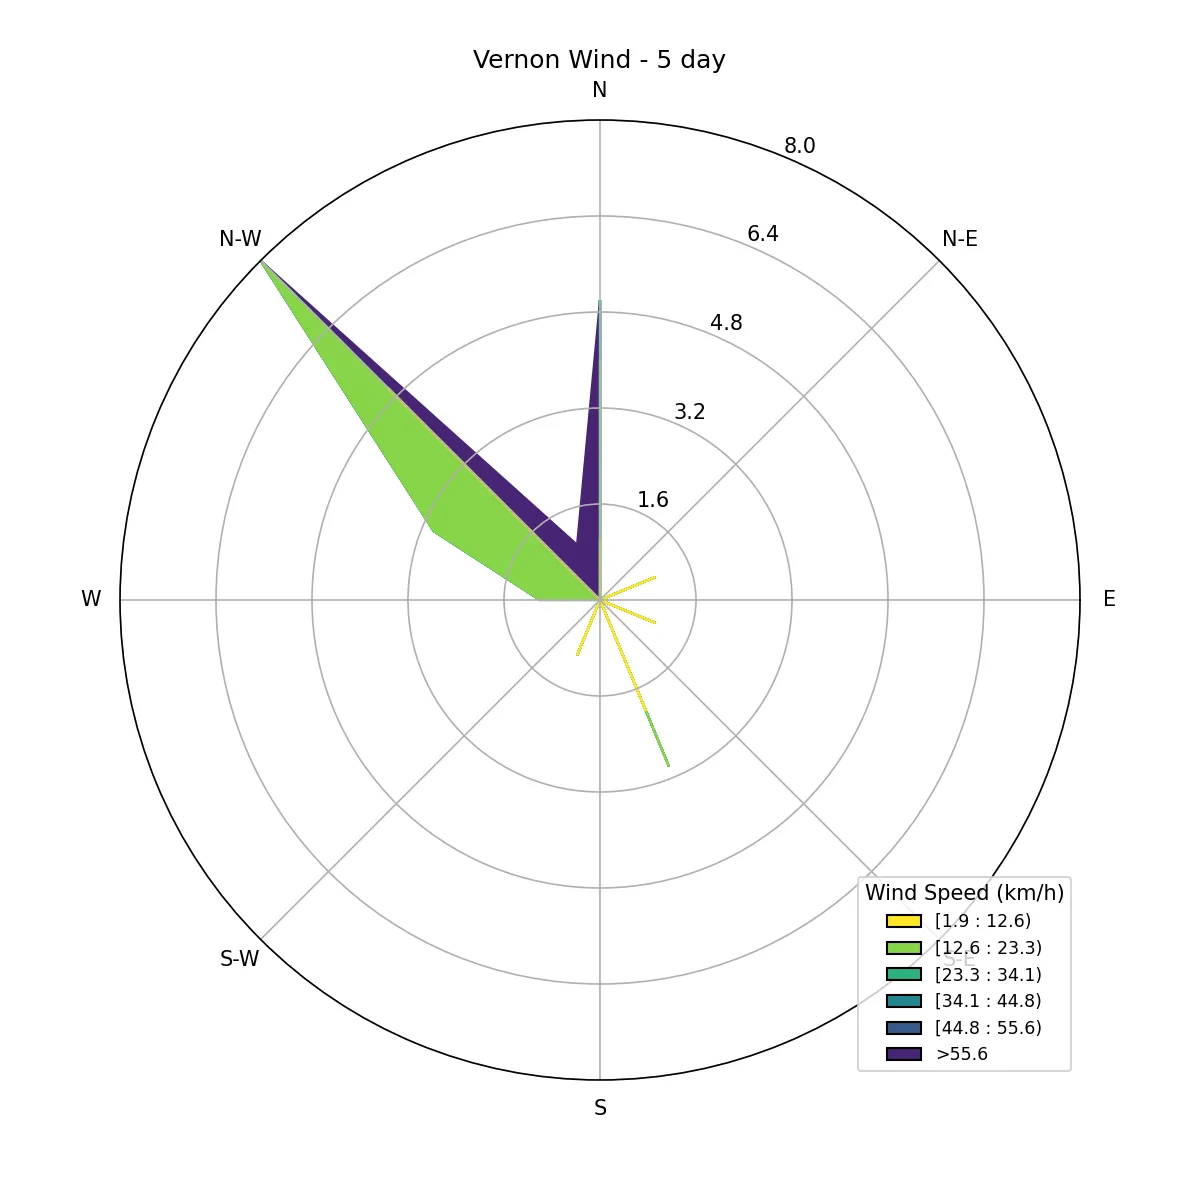 Vernon Wind - 5 day
N
8.0
N-W
6.4
N-E
4.8
3.2
1.6
W
E
S-W
S-E
S
Wind Speed (km/h)
[1.9 : 12.6)
[12.6 : 23.3)
[23.3 : 34.1)
[34.1 : 44.8)
[44.8 : 55.6)
>55.6